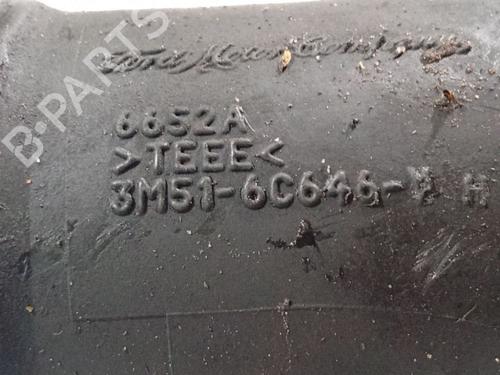 Ford Motor Company
6652A
>TEEE<
3M51-6C646- H
B-PARTS